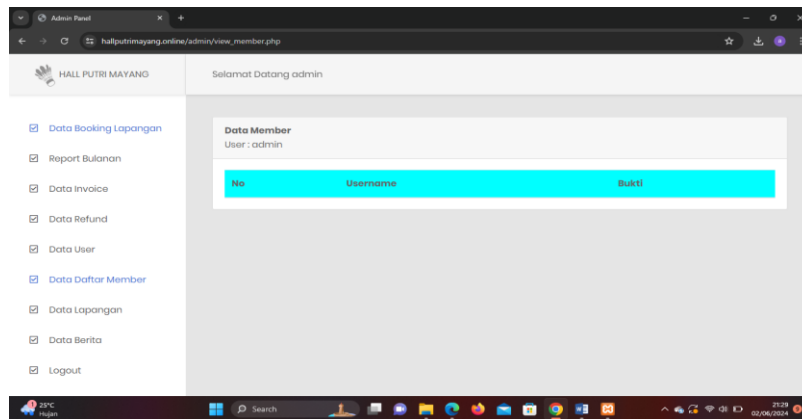 Admin Panel
hallputrimayang.online/admin/view_member.php
HALL PUTRI MAYANG
Selamat Datang admin
Data Booking Lapangan
Report Bulanan
Data Invoice
Data Refund
Data User
Data Daftar Member
Data Lapangan
Data Berita
Logout
Data Member
User : admin
No Username Bukti
25°C
Hujan
Search
21:29
02/06/2024